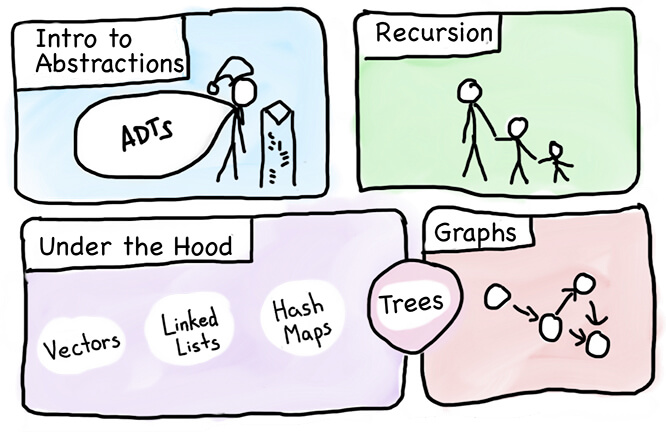 Intro to
Abstractions
ADTs
Recursion
Under the Hood
Vectors
Linked
Lists
Hash
Maps
Trees
Graphs